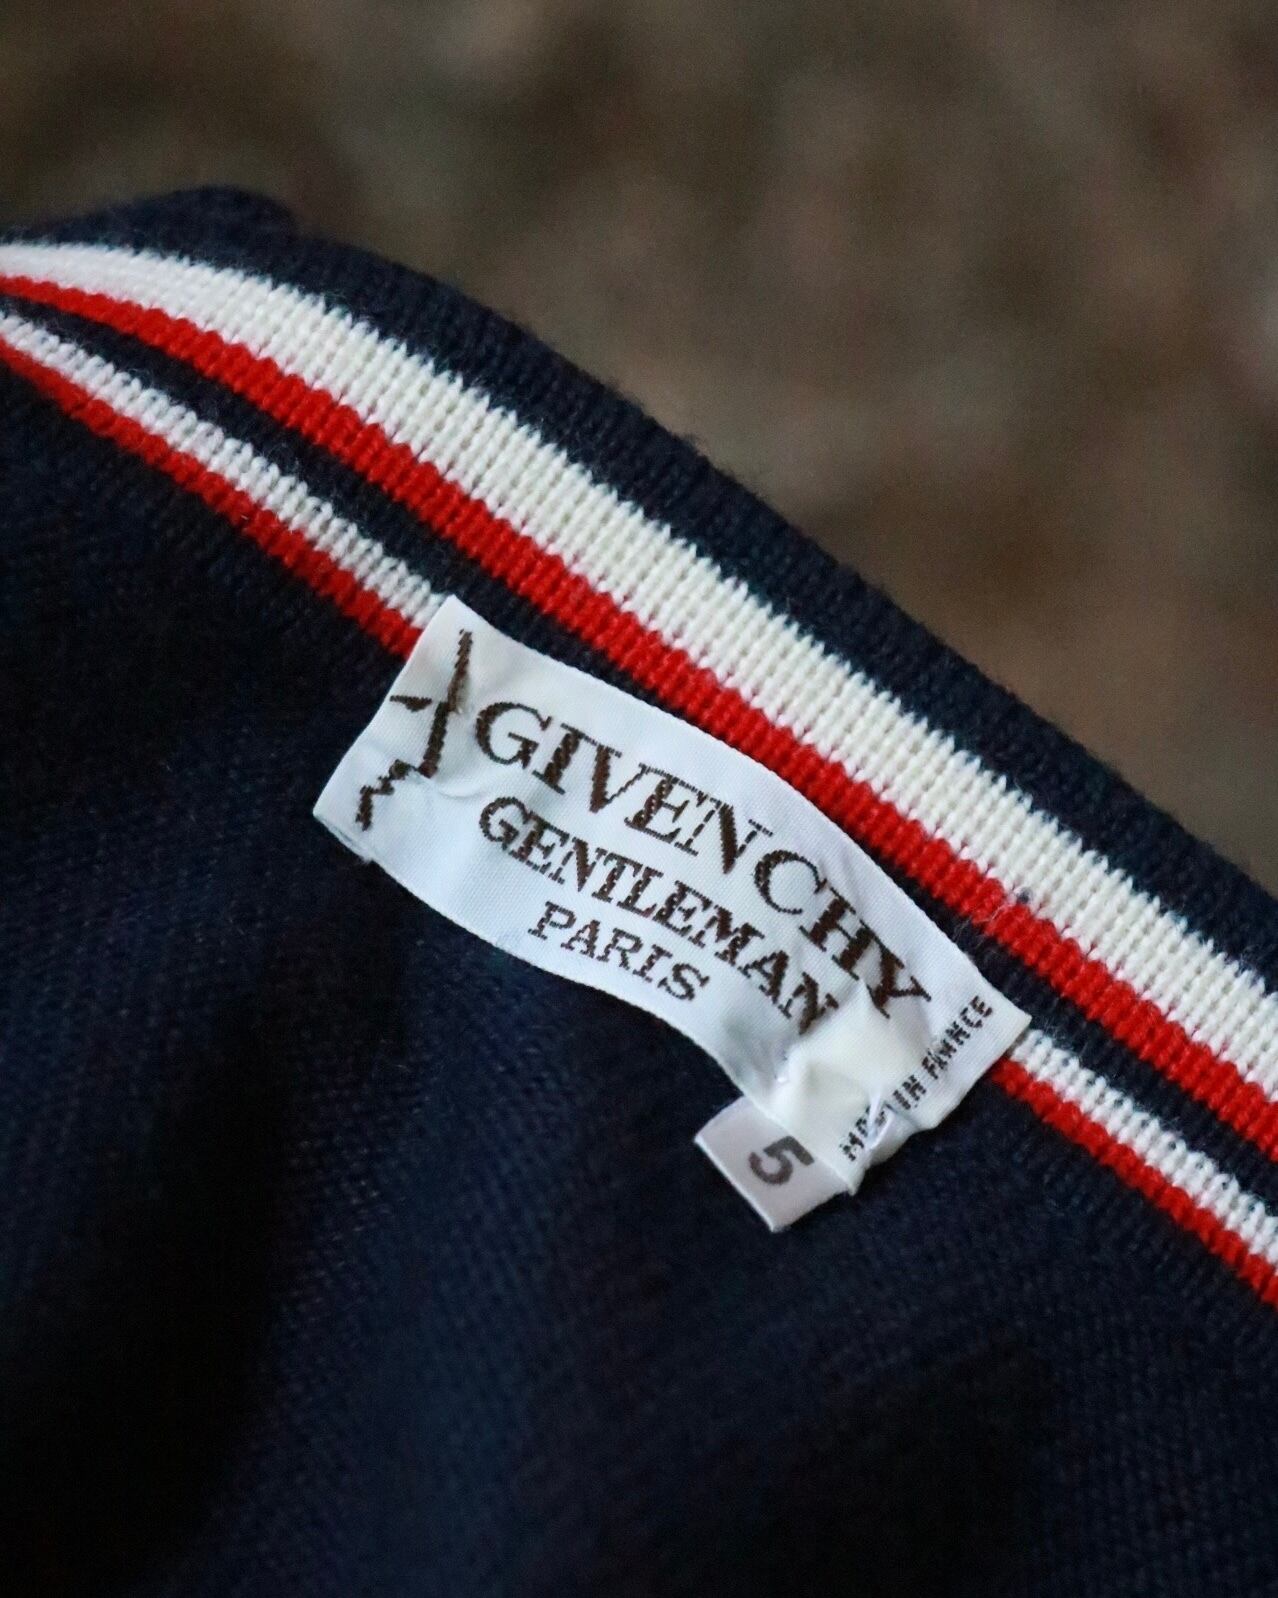 GIVENCHY
GENTLEMAN
PARIS
MADE IN FRANCE
5